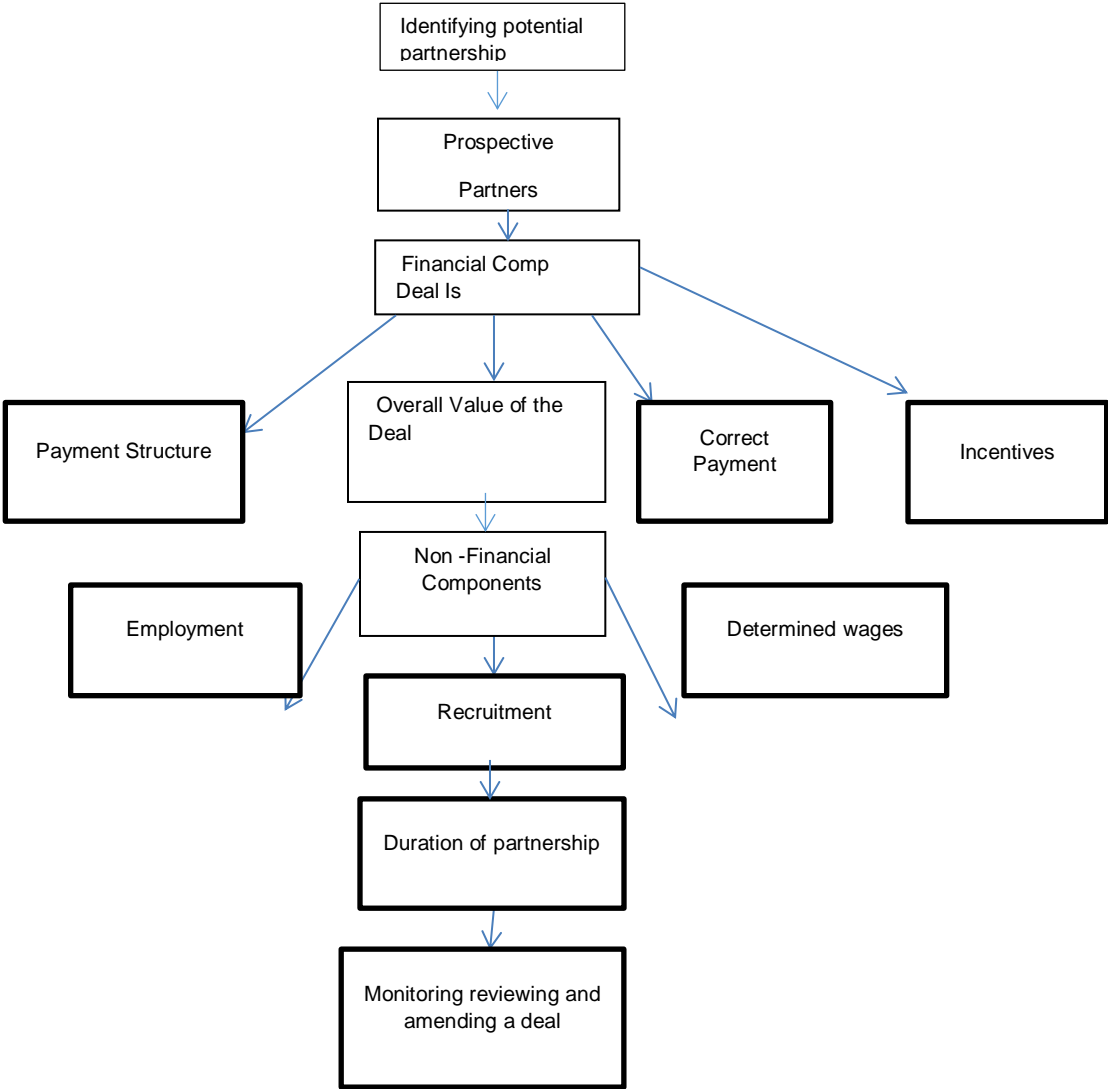 Identifying potential
partnership
Prospective
Partners
Financial Comp
Deal Is
Payment Structure
Overall Value of the
Deal
Correct
Payment
Incentives
Non -Financial
Components
Employment
Determined wages
Recruitment
Duration of partnership
Monitoring reviewing and
amending a deal